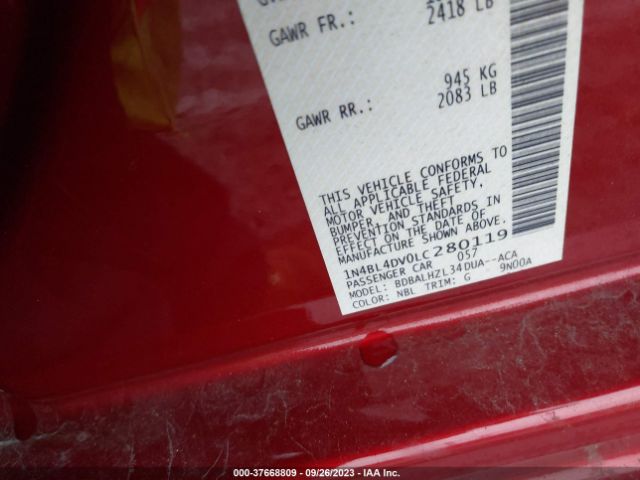 GAWR FR.: 2418 LB
945 KG
GAWR RR.: 2083 LB
THIS VEHICLE CONFORMS TO
ALL APPLICABLE FEDERAL
MOTOR VEHICLE SAFETY,
BUMPER, AND THEFT
PREVENTION STANDARDS IN
EFFECT ON THE DATE OF
MANUFACTURE SHOWN ABOVE.
1N4BL4DV0LC280119
PASSENGER CAR 057
MODEL: BDBALHZL34DUA--ACA
COLOR: NBL TRIM: G 9N00A
000-37668809 - 09/26/2023 - IAA Inc.